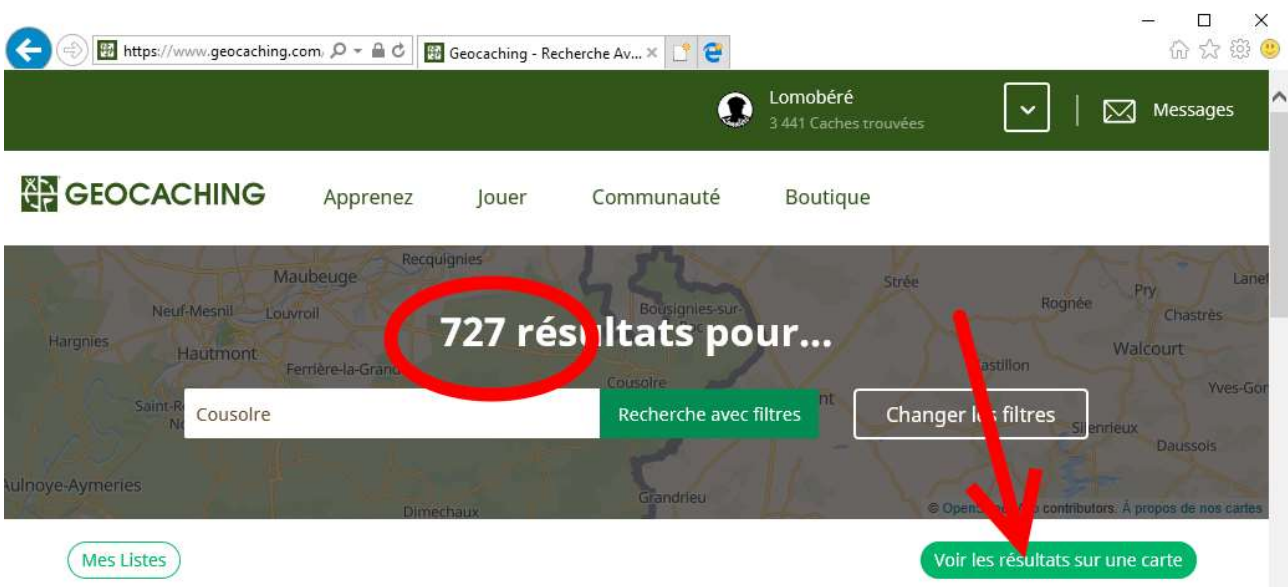 https://www.geocaching.com,
Geocaching - Recherche Av...
Lomobéré
3 441 Caches trouvées
Messages
GEOCACHING
Apprenez
Jouer
Communauté
Boutique
Recquignies
Maubeuge
Strée
Lanef
Pry
Neuf-Mesnil
Louvroil
Bousignies-sur-
Rognée
Chastrès
Hargnies
727 résultats pour...
Hautmont
Walcourt
Ferrière-la-Grand
Cousolre
Yves-Gor
Saint-R
Cousolre
Recherche avec filtres
Changer les filtres
Silenrieux
Daussois
Aulnoye-Aymeries
Grandrieu
Dimechaux
contributors. À propos de nos cartes
Mes Listes
Voir les résultats sur une carte